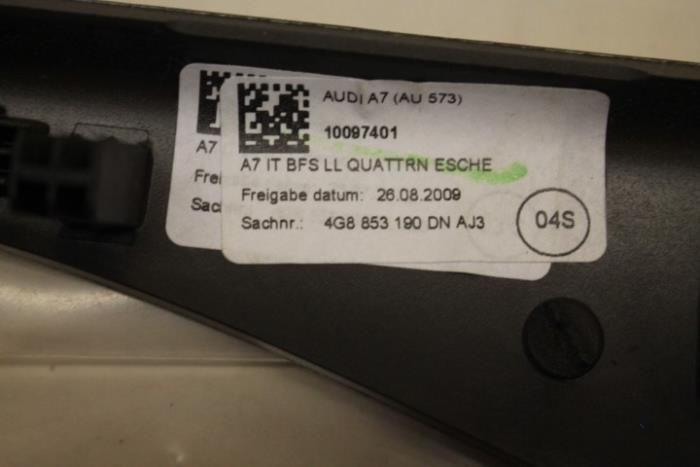 AUDI A7 (AU 573)
10097401
A7 IT BFS LL QUATTRN ESCHE
Freigabe datum: 26.08.2009
Sachnr.: 4G8 853 190 DN AJ3
04S
A7
Frei
Sac